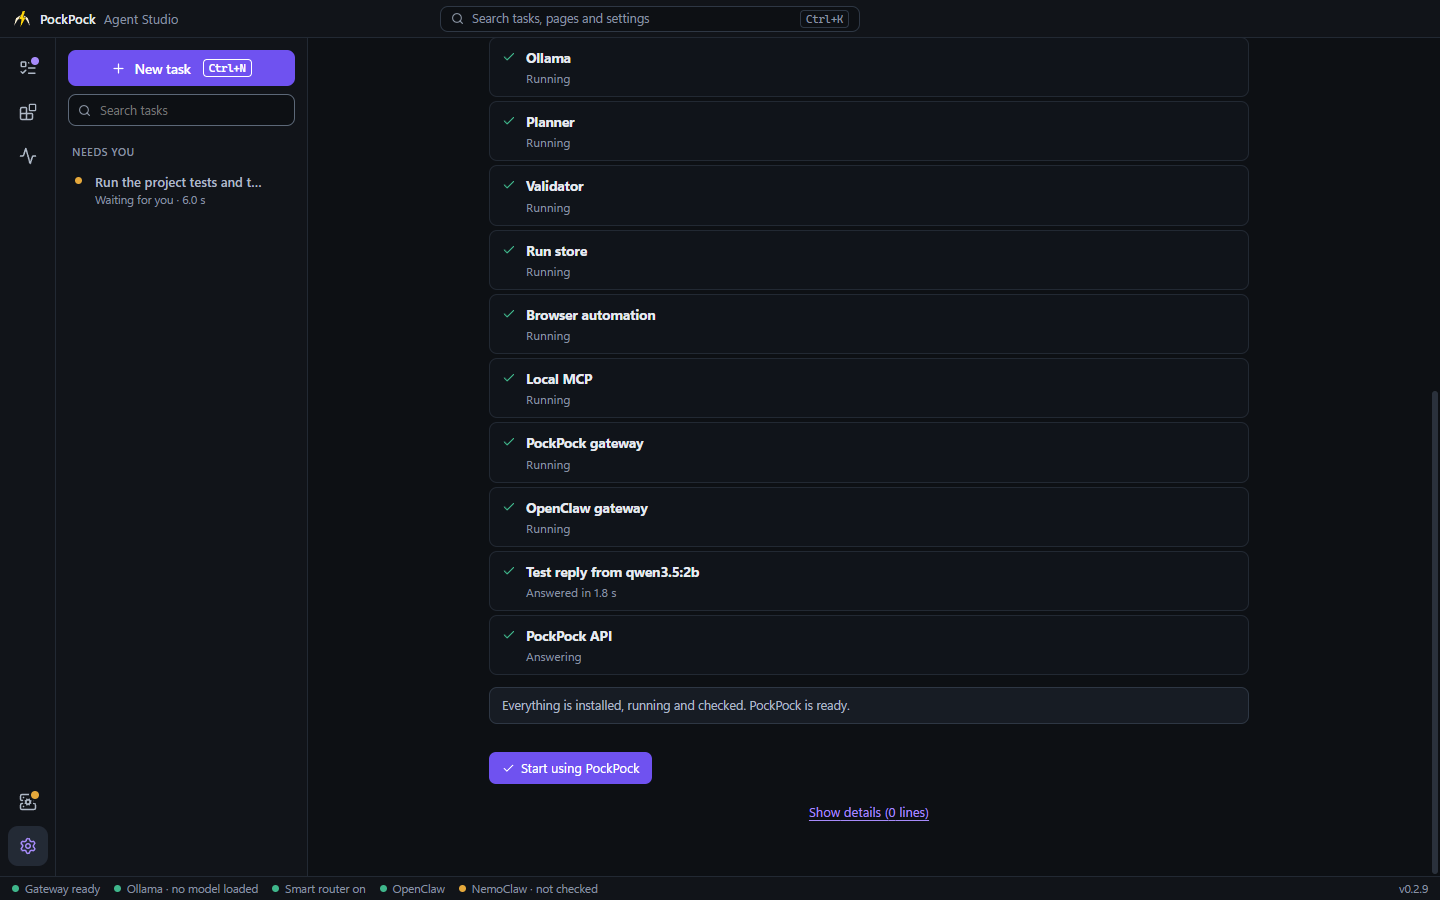 PockPock Agent Studio
Search tasks, pages and settings Ctrl+K
New task Ctrl+N
Search tasks
NEEDS YOU
Run the project tests and t...
Waiting for you · 6.0 s
Ollama
Running
Planner
Running
Validator
Running
Run store
Running
Browser automation
Running
Local MCP
Running
PockPock gateway
Running
OpenClaw gateway
Running
Test reply from qwen3.5:2b
Answered in 1.8 s
PockPock API
Answering
Everything is installed, running and checked. PockPock is ready.
Start using PockPock
Show details (0 lines)
Gateway ready Ollama · no model loaded Smart router on OpenClaw NemoClaw · not checked v0.2.9